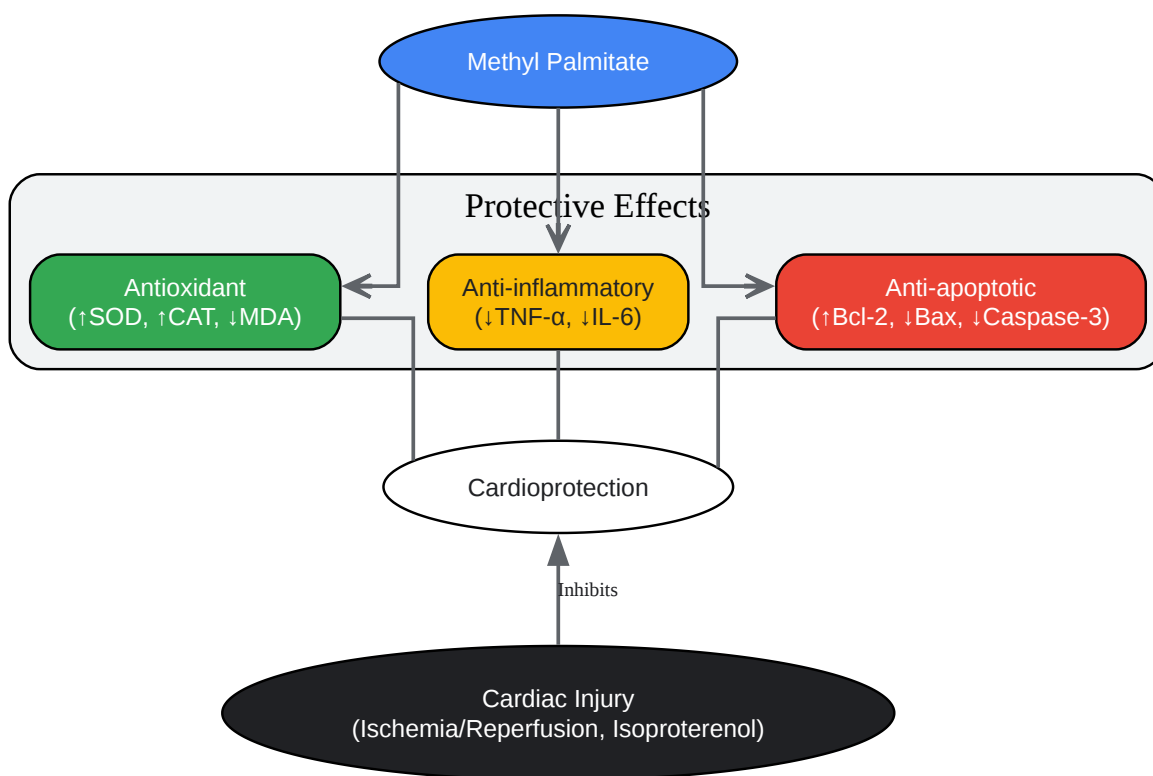 Methyl Palmitate
Protective Effects
Antioxidant
(↑SOD, ↑CAT, ↓MDA)
Anti-inflammatory
(↓TNF-α, ↓IL-6)
Anti-apoptotic
(↑Bcl-2, ↓Bax, ↓Caspase-3)
Cardioprotection
Inhibits
Cardiac Injury
(Ischemia/Reperfusion, Isoproterenol)